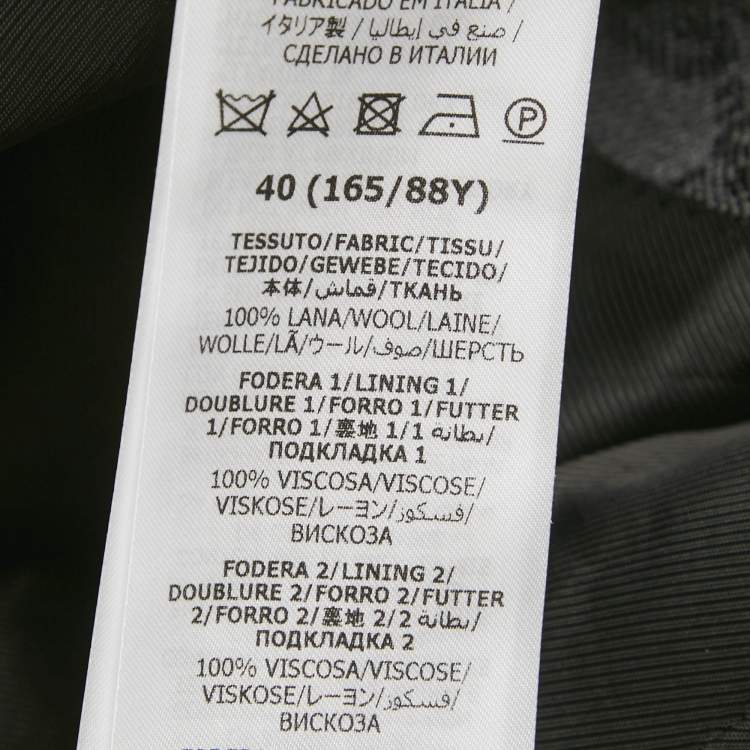 FABRICADO EM ITALIA /
イタリア製 / صنع في إيطاليا /
СДЕЛАНО В ИТАЛИИ
P
40 (165/88Y)
TESSUTO/FABRIC/TISSU/
TEJIDO/GEWEBE/TECIDO/
本体/قماش/ТКАНЬ
100% LANA/WOOL/LAINE/
WOLLE/LÃ/ウール/صوف/ШЕРСТЬ
FODERA 1/LINING 1/
DOUBLURE 1/FORRO 1/FUTTER
1/FORRO 1/裏地 1/1 بطانة/
ПОДКЛАДКА 1
100% VISCOSA/VISCOSE/
VISKOSE/レーヨン/فسكوز/
ВИСКОЗА
FODERA 2/LINING 2/
DOUBLURE 2/FORRO 2/FUTTER
2/FORRO 2/裏地 2/2 بطانة/
ПОДКЛАДКА 2
100% VISCOSA/VISCOSE/
VISKOSE/レーヨン/فسكوز/
ВИСКОЗА